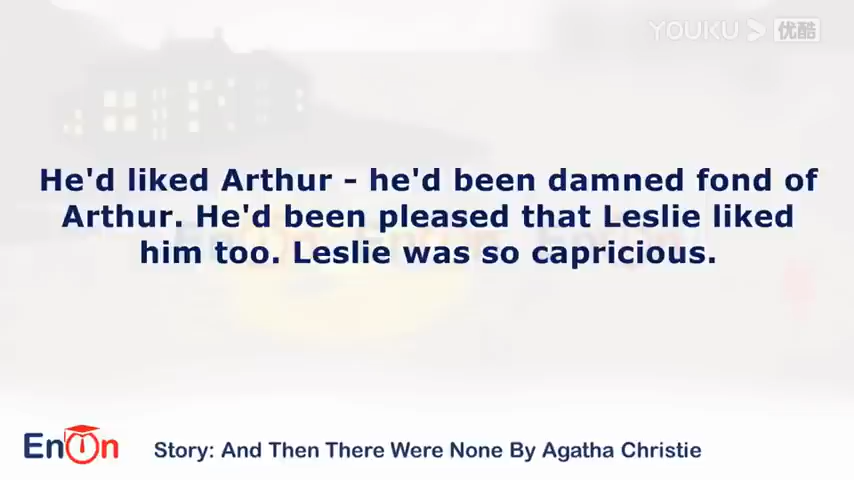 YOUKU 优酷
He'd liked Arthur - he'd been damned fond of
Arthur. He'd been pleased that Leslie liked
him too. Leslie was so capricious.
EnOn
Story: And Then There Were None By Agatha Christie